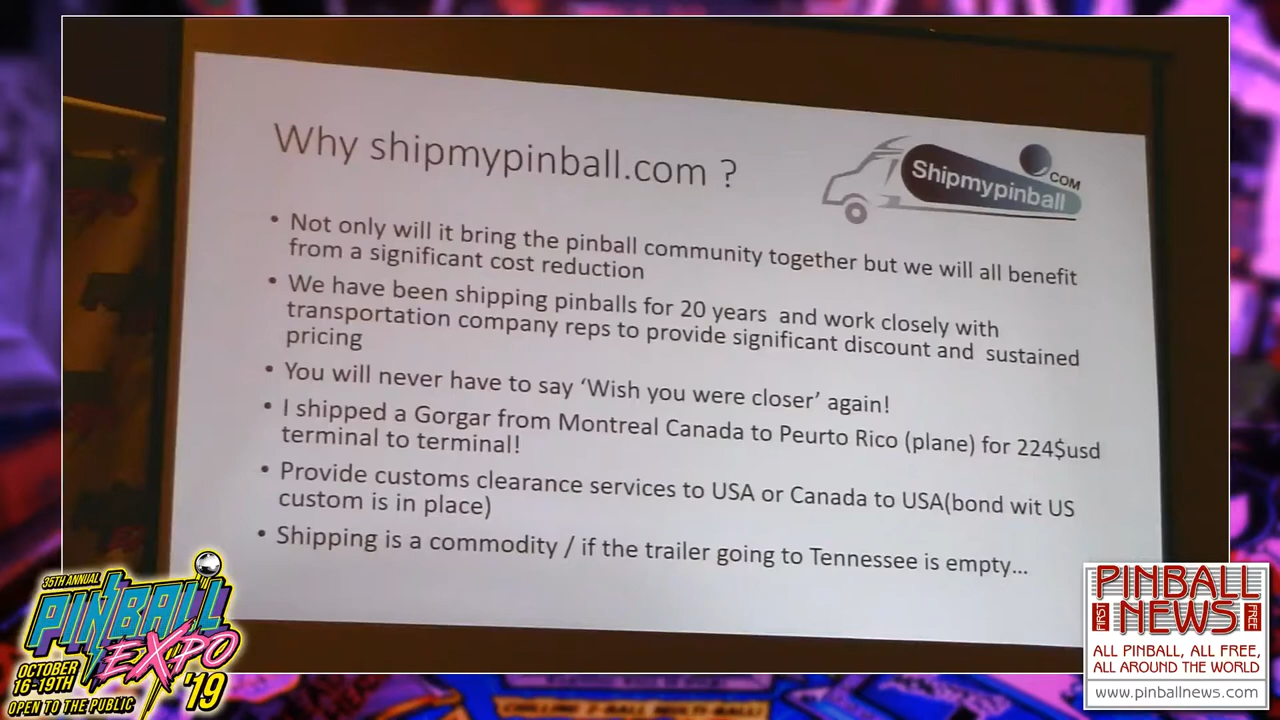 Why shipmypinball.com ?
Shipmypinball
.COM
• Not only will it bring the pinball community together but we will all benefit
from a significant cost reduction
• We have been shipping pinballs for 20 years and work closely with
transportation company reps to provide significant discount and sustained
pricing
• You will never have to say ‘Wish you were closer’ again!
• I shipped a Gorgar from Montreal Canada to Peurto Rico (plane) for 224$usd
terminal to terminal!
• Provide customs clearance services to USA or Canada to USA(bond wit US
custom is in place)
• Shipping is a commodity / if the trailer going to Tennessee is empty...
35TH ANNUAL
PINBALL
EXPO
OCTOBER
16-19TH
'19
OPEN TO THE PUBLIC
PINBALL
FIRST NEWS FREE
ALL PINBALL, ALL FREE,
ALL AROUND THE WORLD
www.pinballnews.com